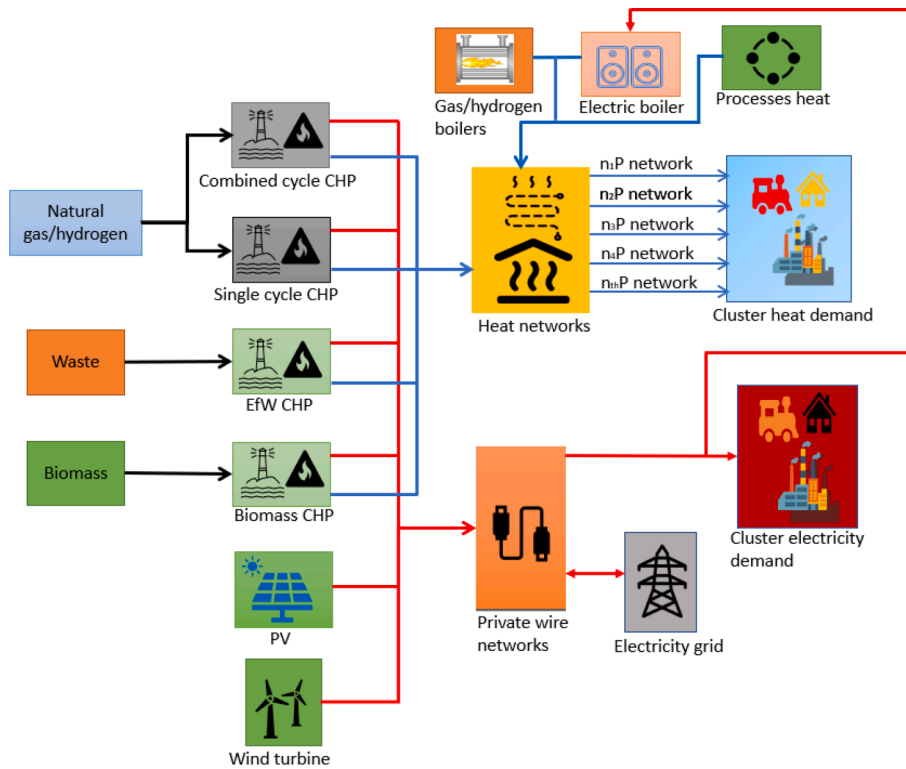 Gas/hydrogen
boilers
Electric boiler
Processes heat
Combined cycle CHP
Natural
gas/hydrogen
Single cycle CHP
n₁P network
n₂P network
n₃P network
n₄P network
nₜₕP network
Heat networks
Cluster heat demand
Waste
EfW CHP
Biomass
Biomass CHP
Cluster electricity
demand
PV
Private wire
networks
Electricity grid
Wind turbine